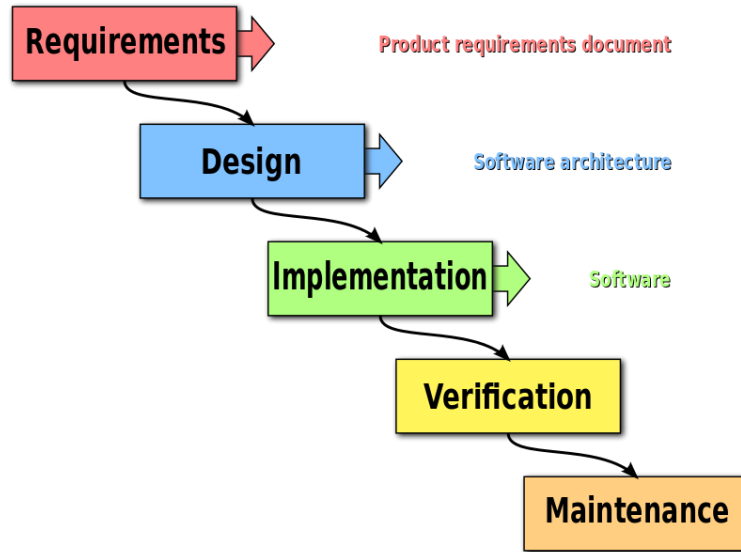 Requirements
Product requirements document
Design
Software architecture
Implementation
Software
Verification
Maintenance